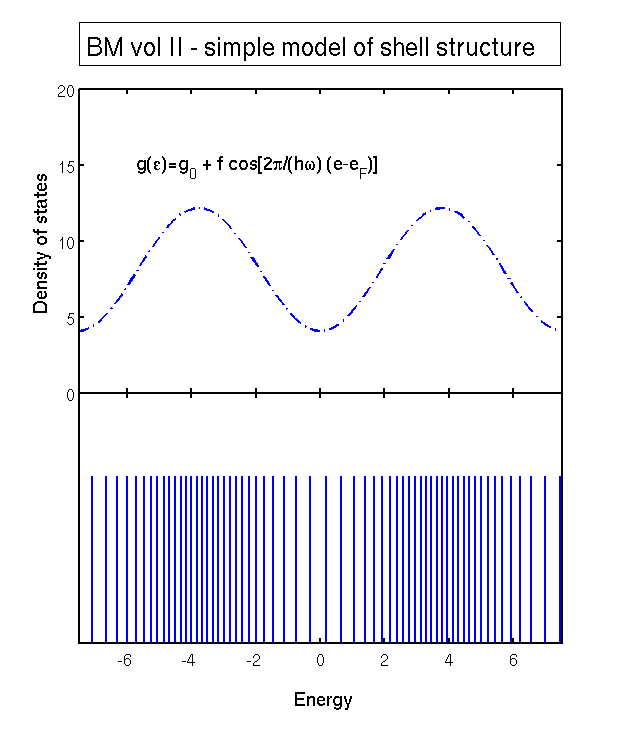 BM vol II - simple model of shell structure
20
g(ε)=g₀ + f cos[2π/(hω) (e-e_F)]
15
10
5
0
Density of states
-6 -4 -2 0 2 4 6
Energy